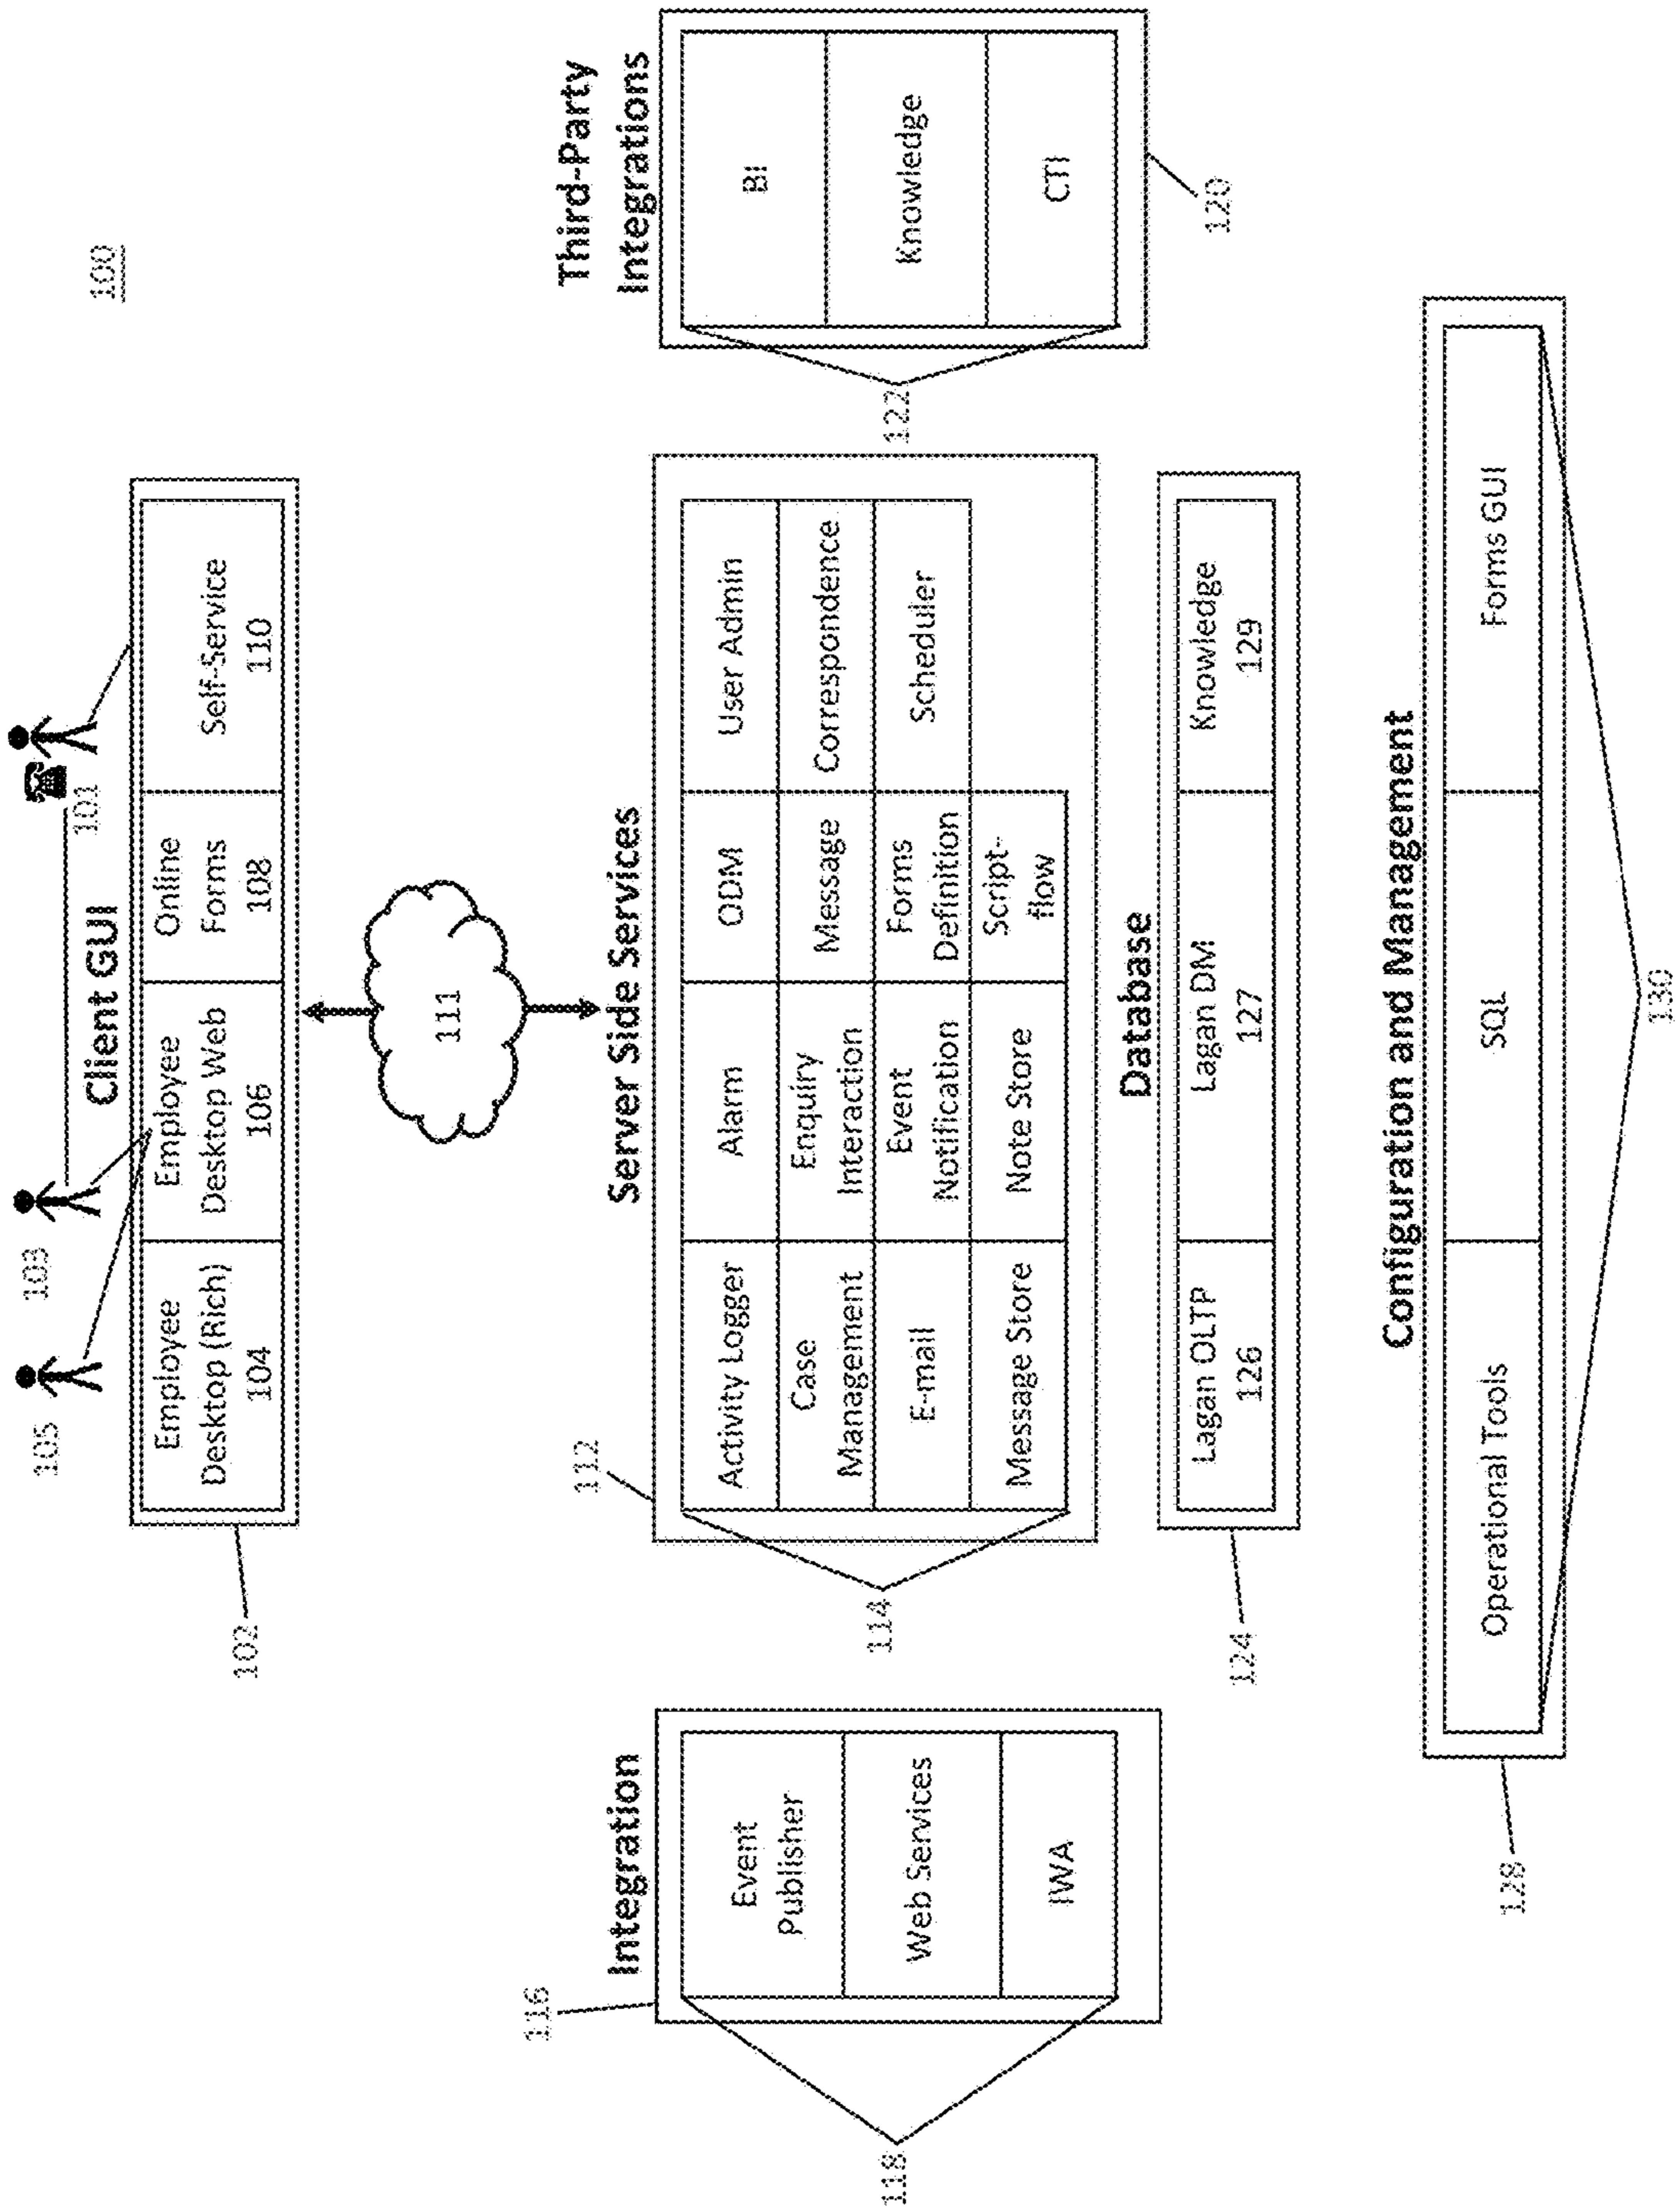 100
105
103
101
Client GUI
102
Employee
Desktop (Rich)
104
Employee
Desktop Web
106
Online
Forms
108
Self-Service
110
111
Third-Party
Integrations
BI
Knowledge
CTI
122
120
Server Side Services
112
Activity Logger
Alarm
ODM
User Admin
Case
Management
Enquiry
Interaction
Message
Correspondence
E-mail
Event
Notification
Forms
Definition
Scheduler
Message Store
Note Store
Script-
flow
114
Integration
116
Event
Publisher
Web Services
IWA
118
Database
Lagan OLTP
126
Lagan DM
127
Knowledge
129
124
Configuration and Management
Operational Tools
SQL
Forms GUI
128
130